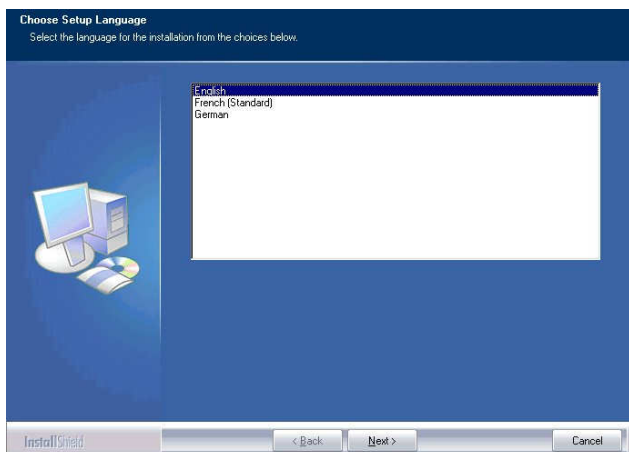 Choose Setup Language
Select the language for the installation from the choices below.
English
French (Standard)
German
InstallShield
< Back
Next >
Cancel